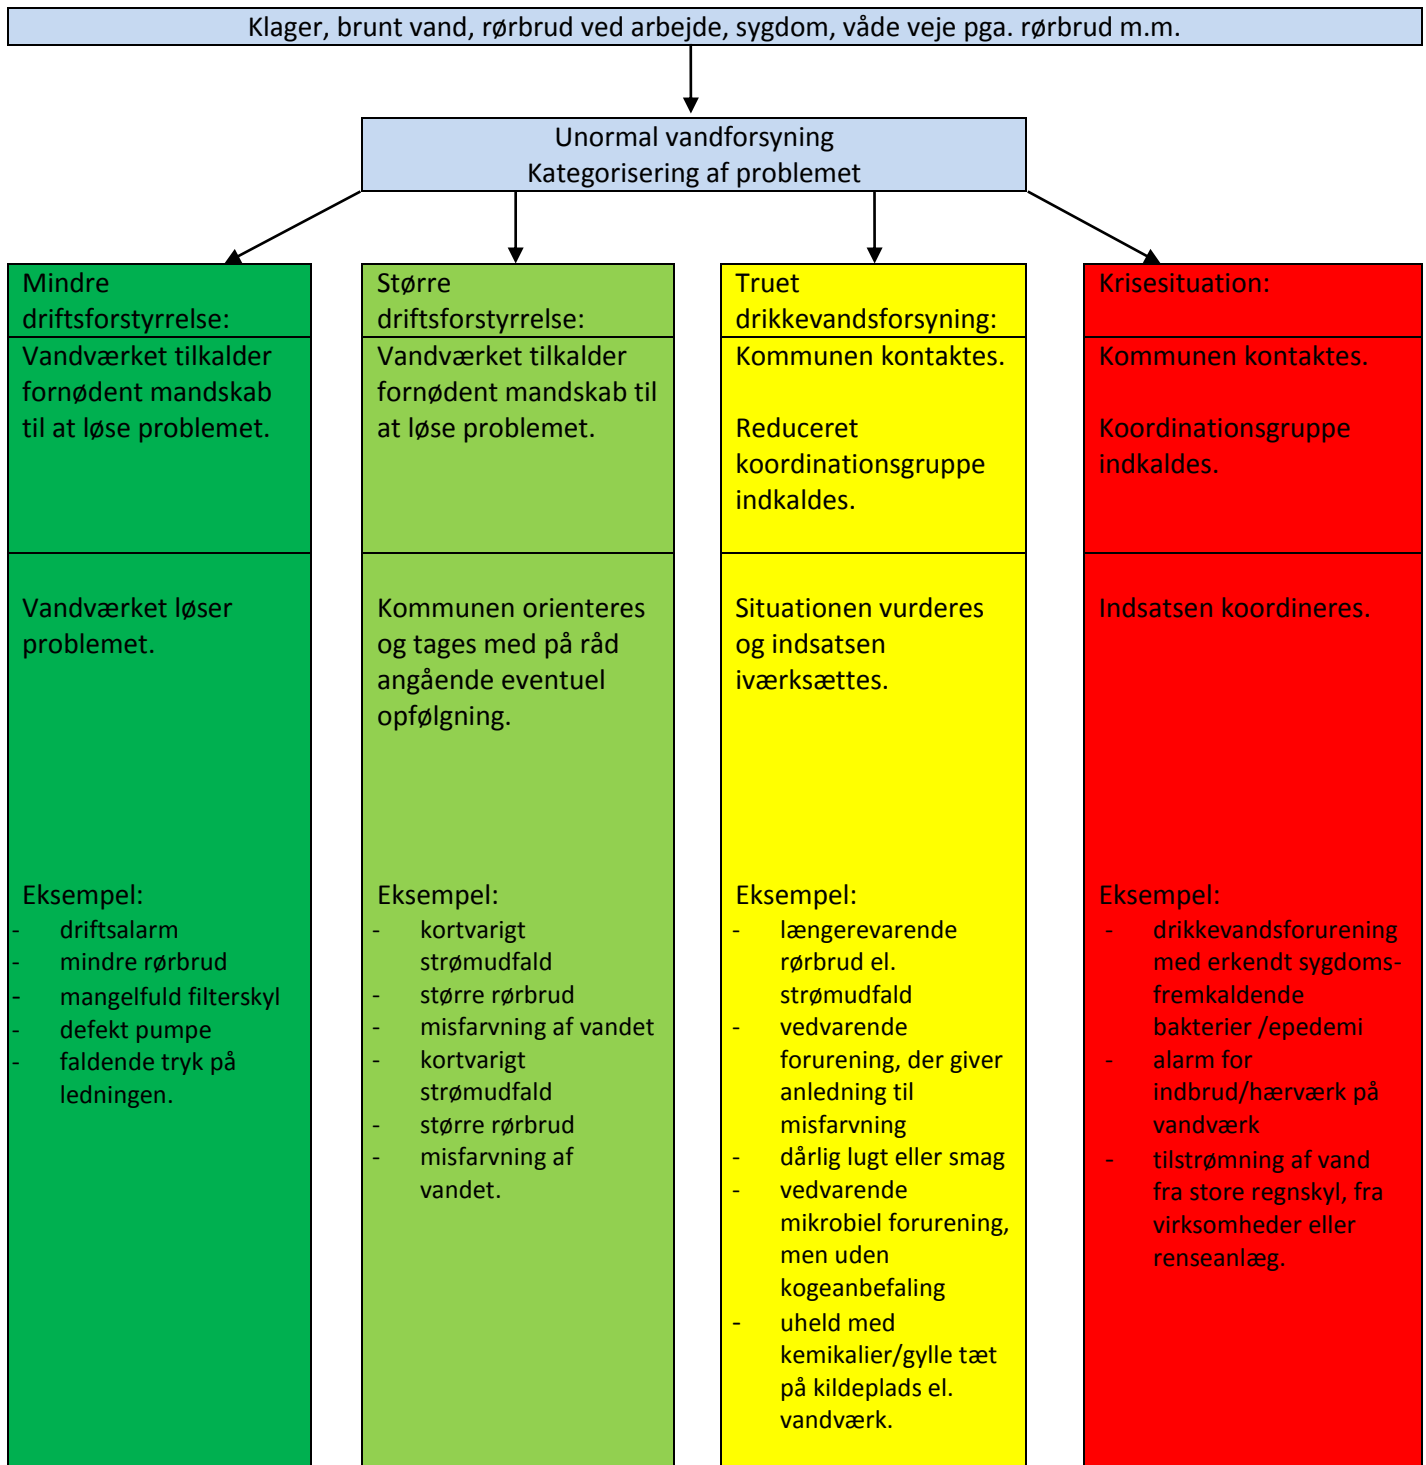 Klager, brunt vand, rørbrud ved arbejde, sygdom, våde veje pga. rørbrud m.m.
Unormal vandforsyning
Kategorisering af problemet
Mindre
driftsforstyrrelse:
Vandværket tilkalder
fornødent mandskab
til at løse problemet.
Vandværket løser
problemet.
Eksempel:
- driftsalarm
- mindre rørbrud
- mangelfuld filterskyl
- defekt pumpe
- faldende tryk på
ledningen.
Større
driftsforstyrrelse:
Vandværket tilkalder
fornødent mandskab til
at løse problemet.
Kommunen orienteres
og tages med på råd
angående eventuel
opfølgning.
Eksempel:
- kortvarigt
strømudfald
- større rørbrud
- misfarvning af vandet
- kortvarigt
strømudfald
- større rørbrud
- misfarvning af
vandet.
Truet
drikkevandsforsyning:
Kommunen kontaktes.
Reduceret
koordinationsgruppe
indkaldes.
Situationen vurderes
og indsatsen
iværksættes.
Eksempel:
- længerevarende
rørbrud el.
strømudfald
- vedvarende
forurening, der giver
anledning til
misfarvning
- dårlig lugt eller smag
- vedvarende
mikrobiel forurening,
men uden
kogeanbefaling
- uheld med
kemikalier/gylle tæt
på kildeplads el.
vandværk.
Krisesituation:
Kommunen kontaktes.
Koordinationsgruppe
indkaldes.
Indsatsen koordineres.
Eksempel:
- drikkevandsforurening
med erkendt sygdoms-
fremkaldende
bakterier /epedemi
- alarm for
indbrud/hærværk på
vandværk
- tilstrømning af vand
fra store regnskyl, fra
virksomheder eller
renseanlæg.